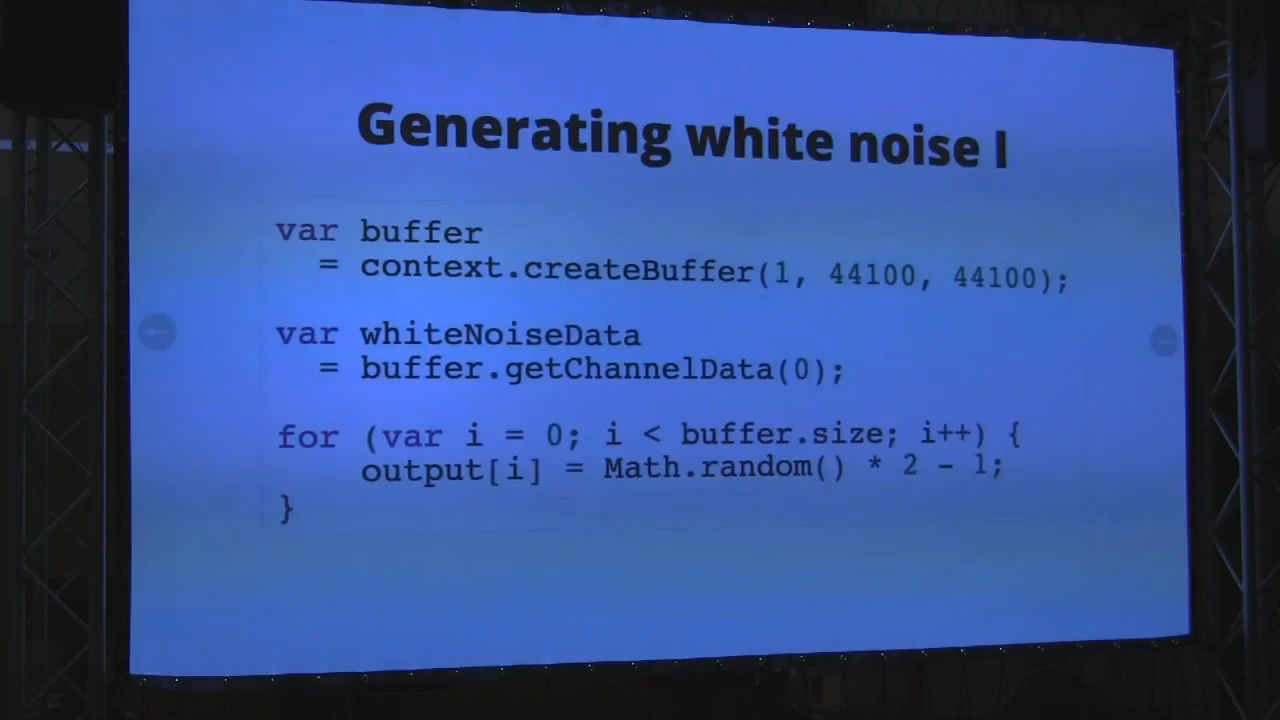 Generating white noise I
var buffer
= context.createBuffer(1, 44100, 44100);
var whiteNoiseData
= buffer.getChannelData(0);
for (var i = 0; i < buffer.size; i++) {
output[i] = Math.random() * 2 - 1;
}